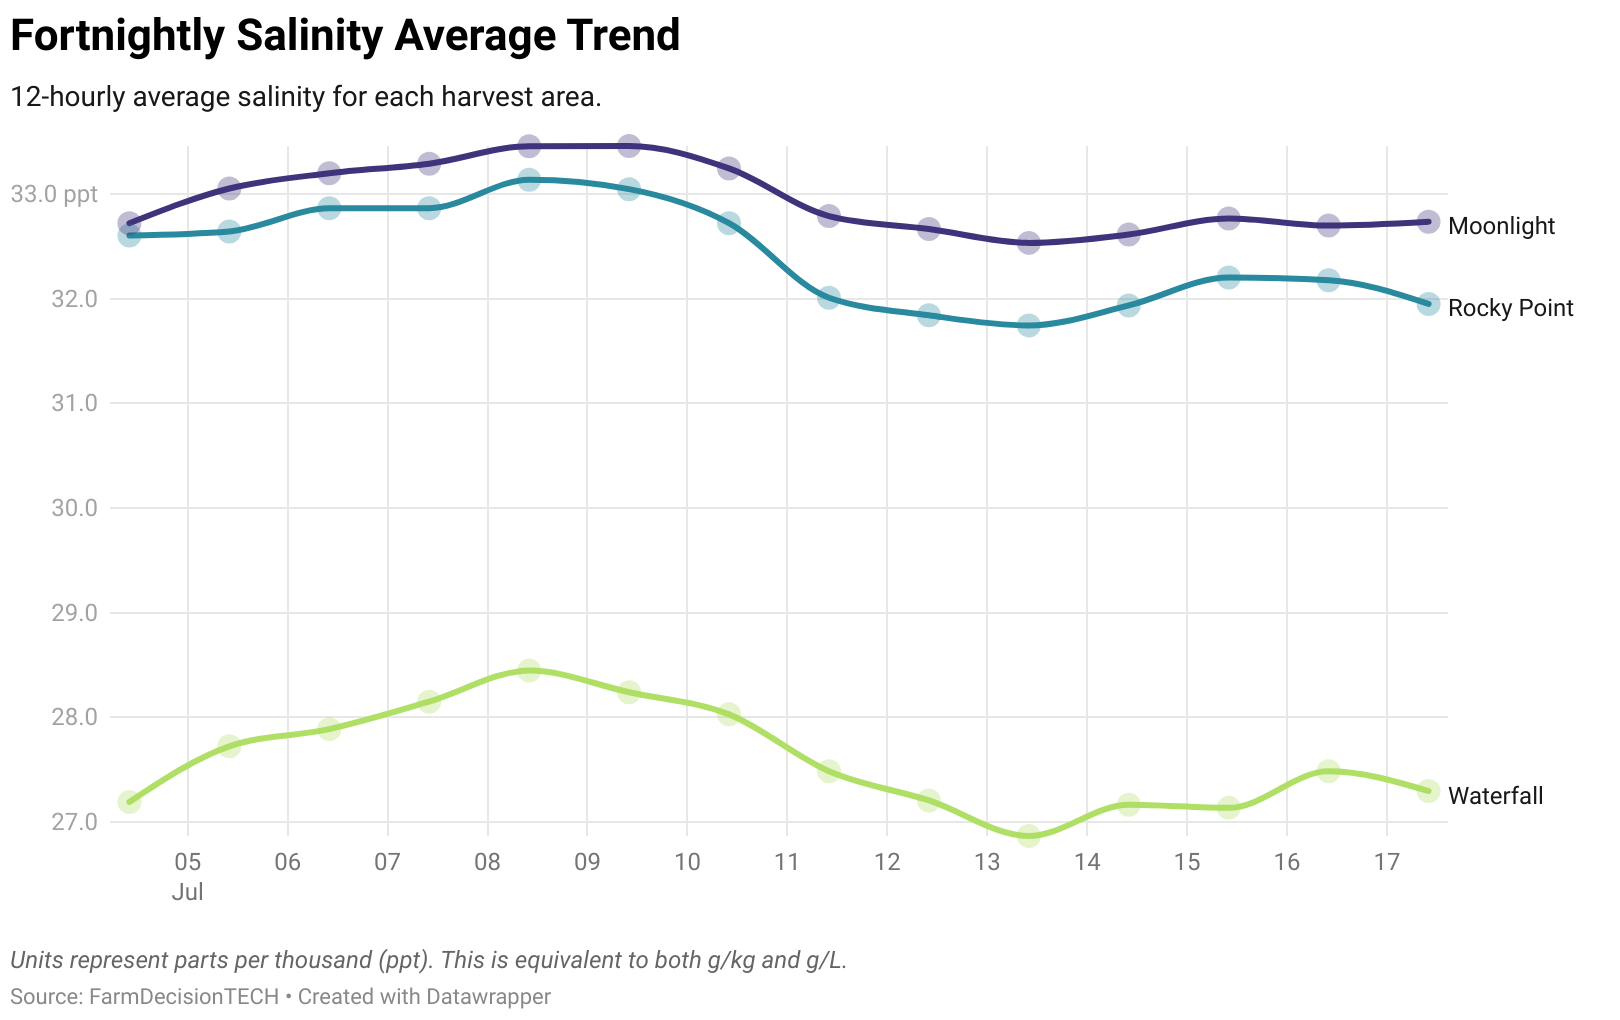 Fortnightly Salinity Average Trend
12-hourly average salinity for each harvest area.
33.0 ppt
32.0
31.0
30.0
29.0
28.0
27.0
Moonlight
Rocky Point
Waterfall
05 06 07 08 09 10 11 12 13 14 15 16 17
Jul
Units represent parts per thousand (ppt). This is equivalent to both g/kg and g/L.
Source: FarmDecisionTECH • Created with Datawrapper